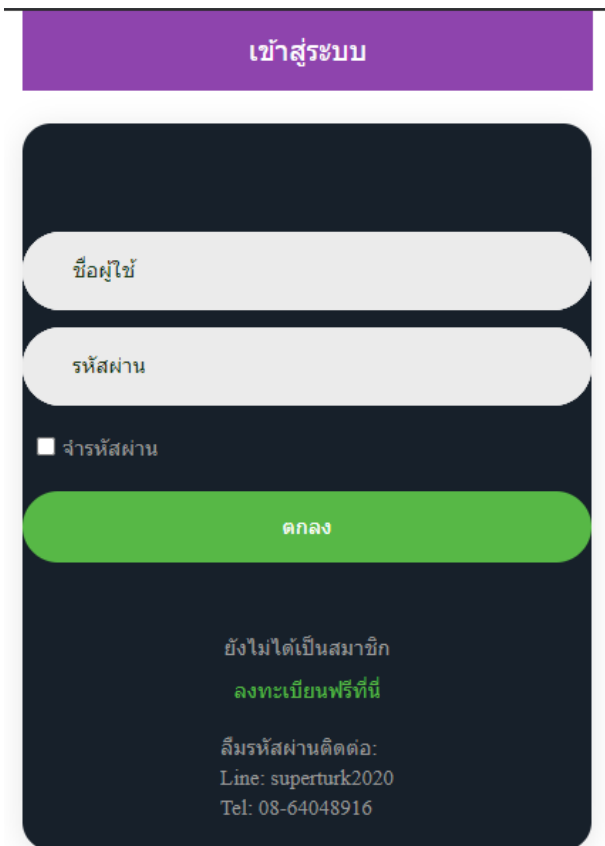 เข้าสู่ระบบ
ชื่อผู้ใช้
รหัสผ่าน
จำรหัสผ่าน
ตกลง
ยังไม่ได้เป็นสมาชิก
ลงทะเบียนฟรีที่นี่
ลืมรหัสผ่านติดต่อ:
Line: superturk2020
Tel: 08-64048916